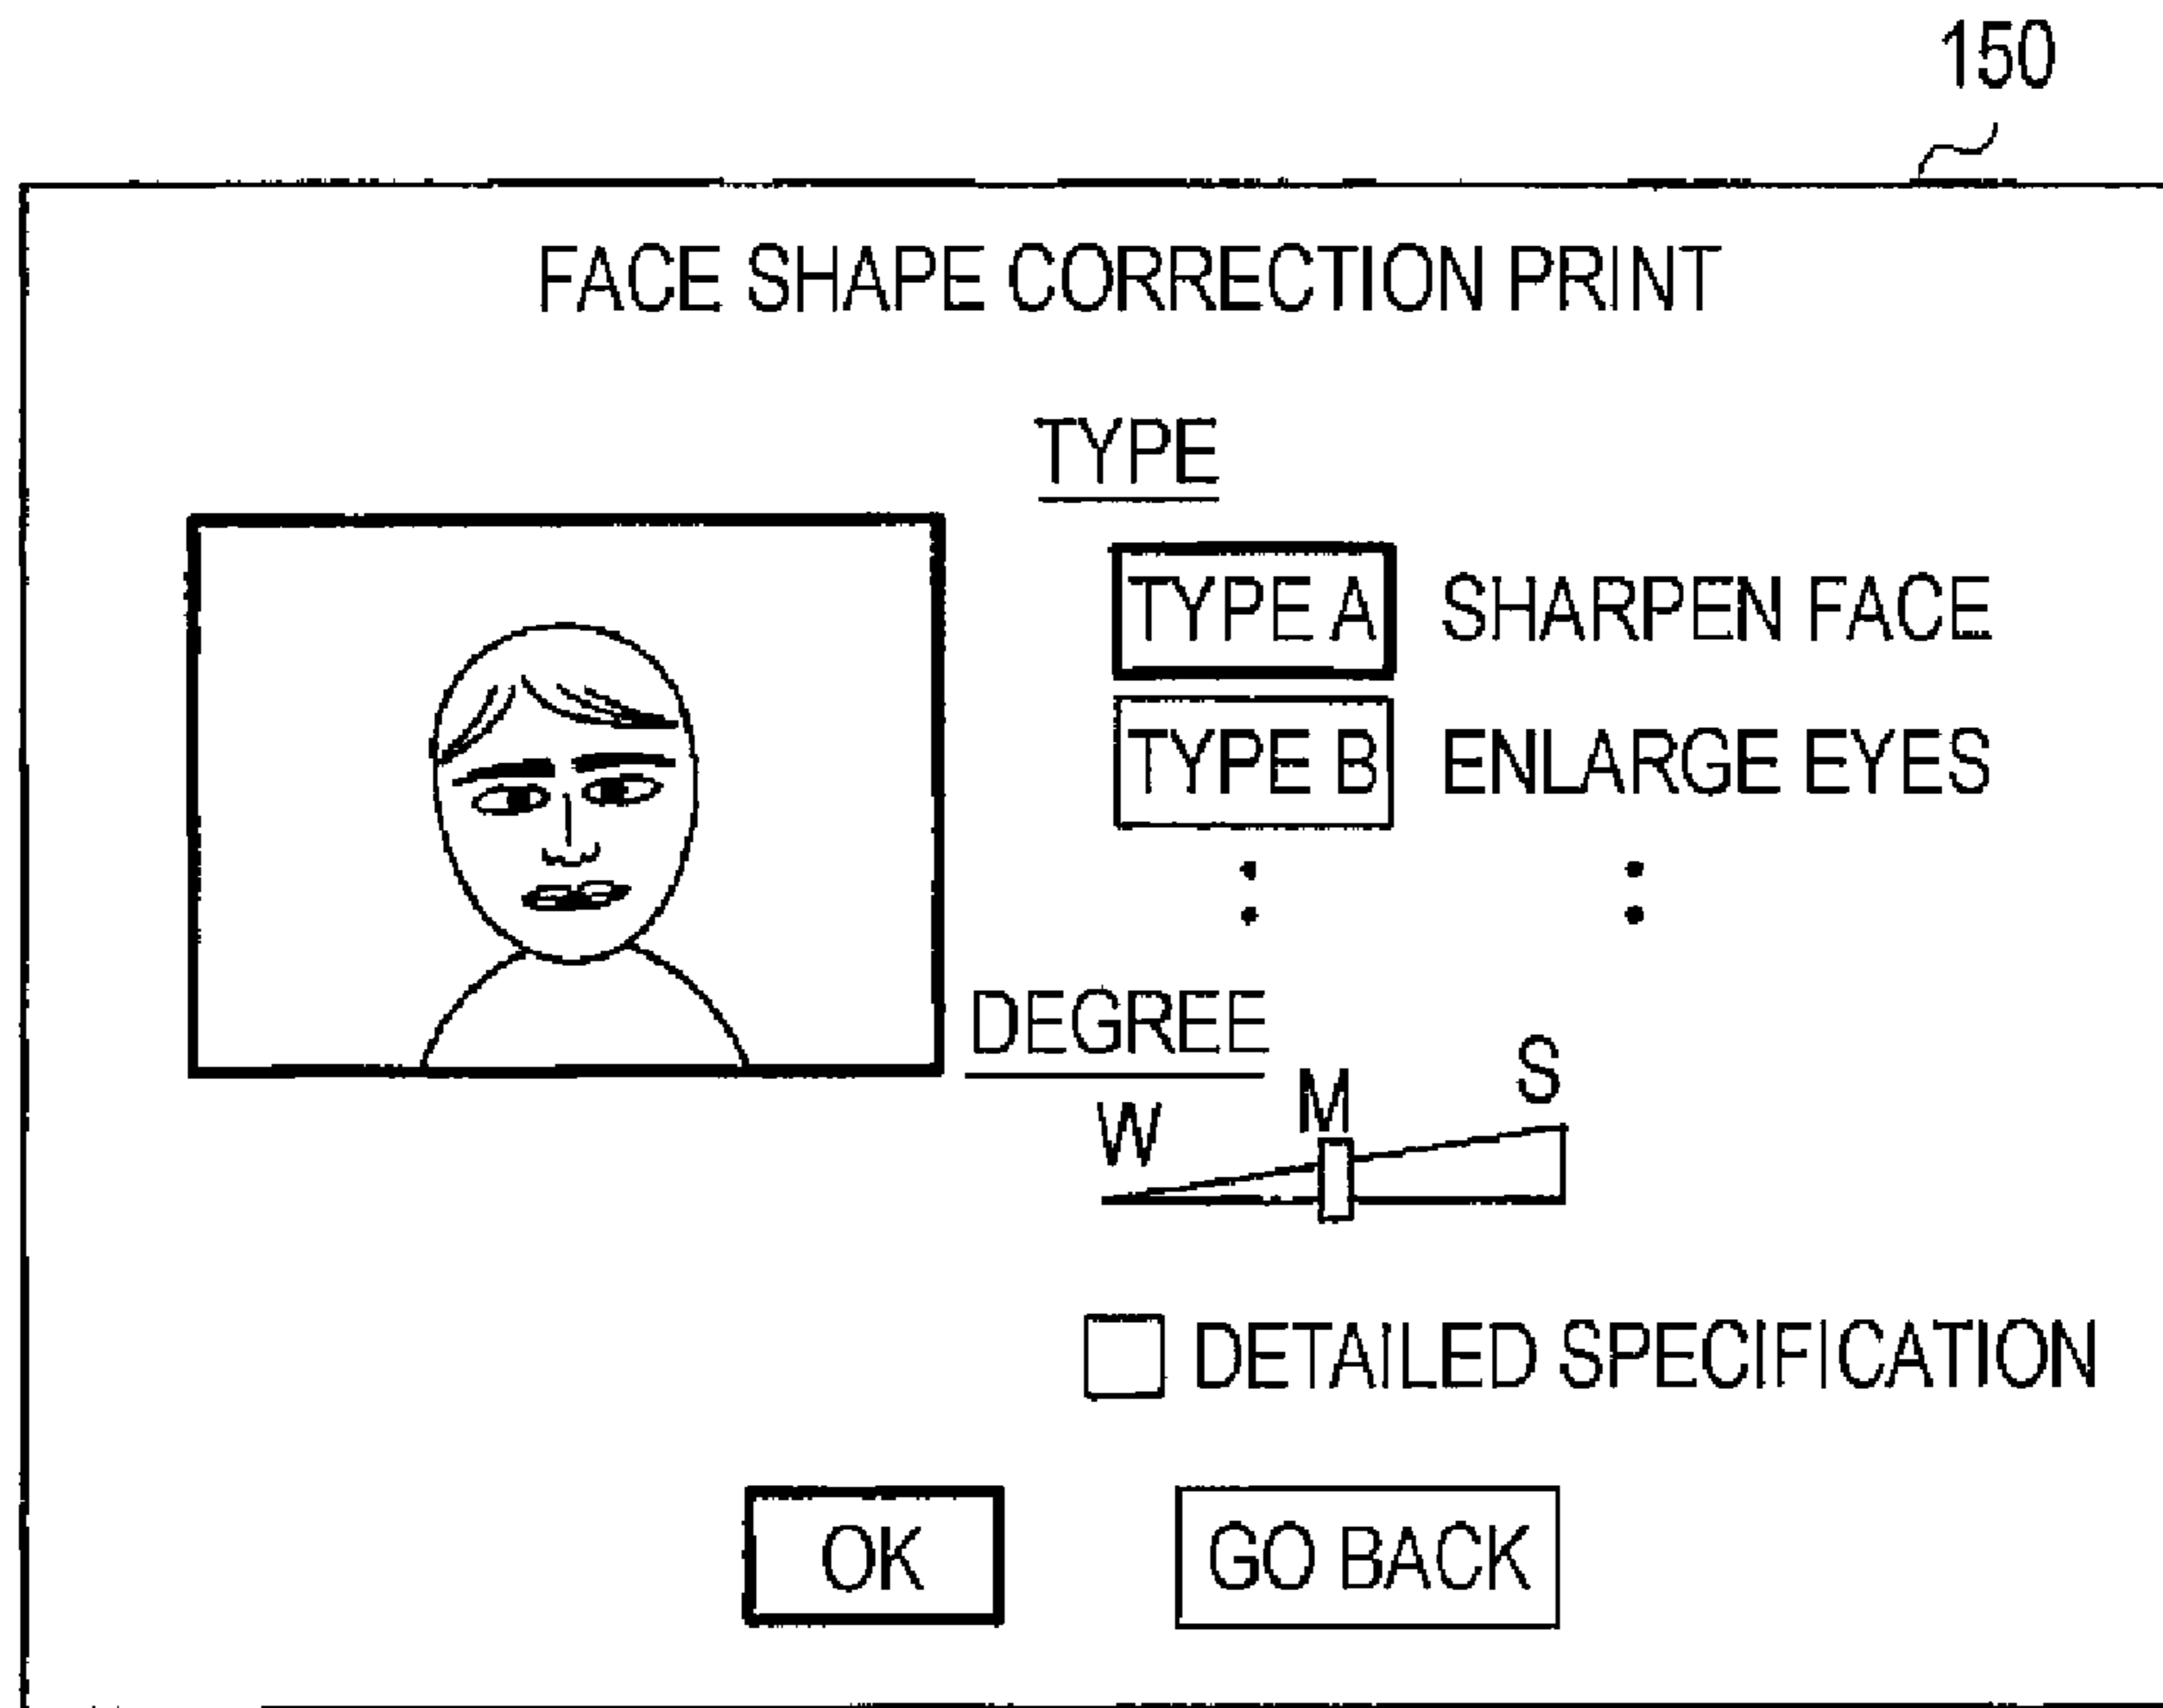 150
FACE SHAPE CORRECTION PRINT
TYPE
TYPE A SHARPEN FACE
TYPE B ENLARGE EYES
DEGREE
W M S
DETAILED SPECIFICATION
OK GO BACK